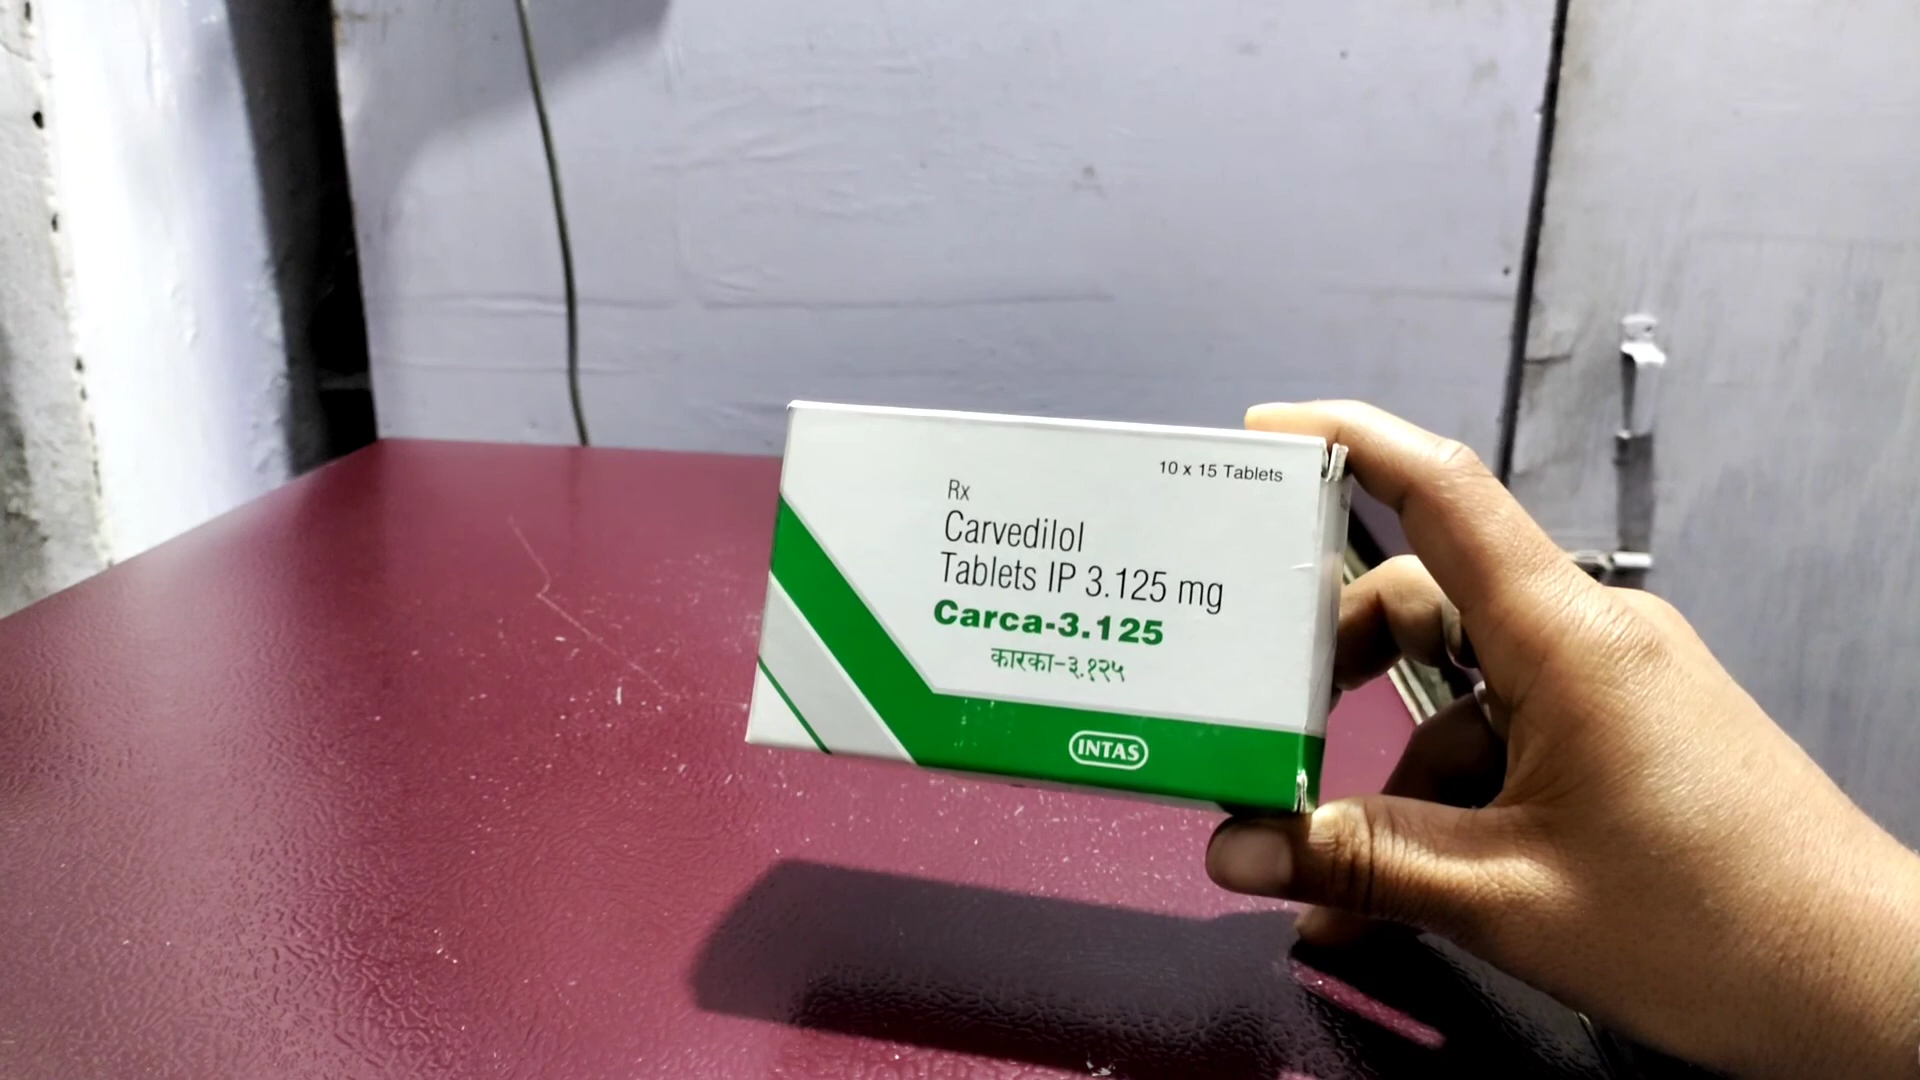 10 x 15 Tablets
Rx
Carvedilol
Tablets IP 3.125 mg
Carca-3.125
कारका-३.१२५
INTAS